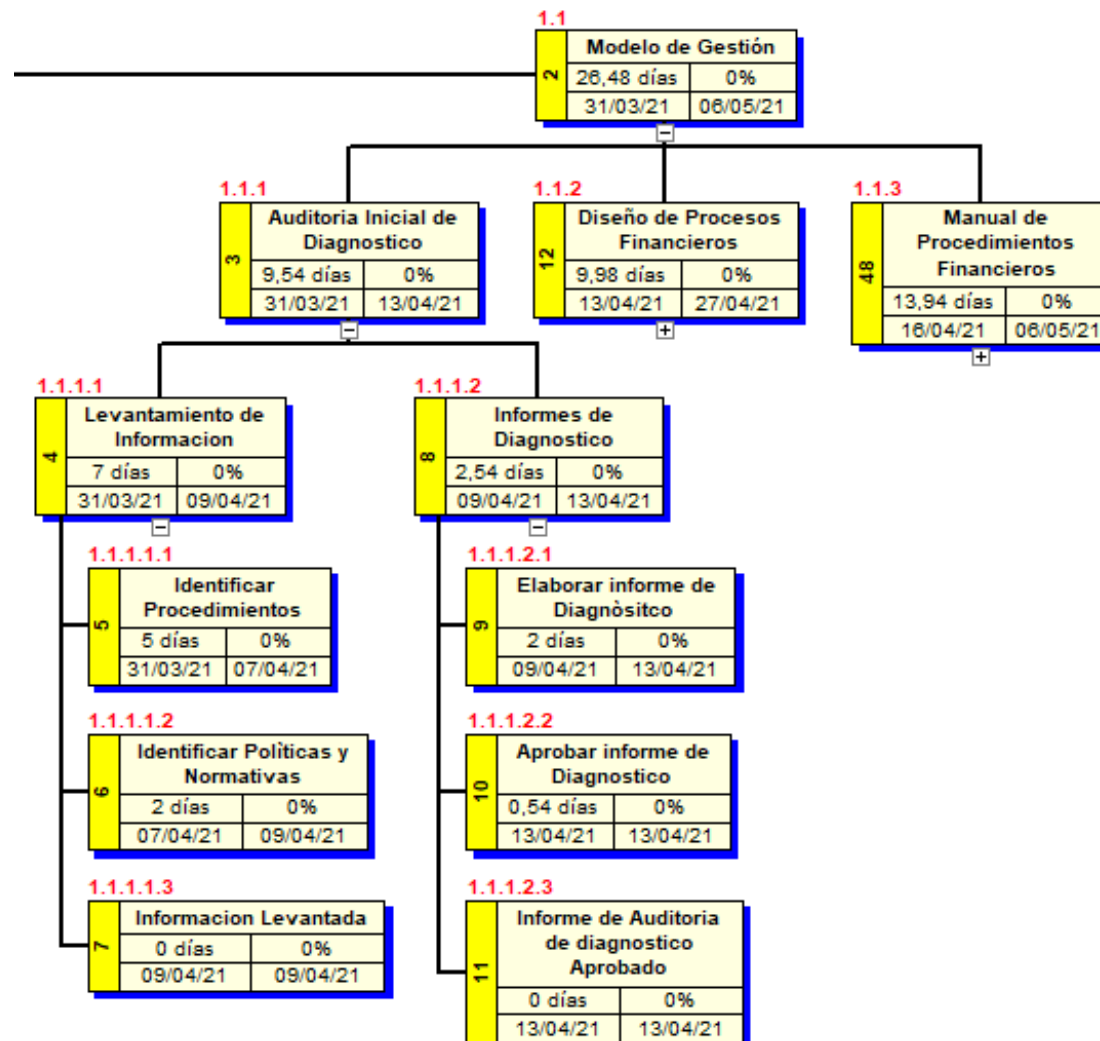 1.1
2
Modelo de Gestión
26,48 días 0%
31/03/21 06/05/21
1.1.1
3
Auditoria Inicial de
Diagnostico
9,54 días 0%
31/03/21 13/04/21
1.1.2
12
Diseño de Procesos
Financieros
9,98 días 0%
13/04/21 27/04/21
1.1.3
48
Manual de
Procedimientos
Financieros
13,94 días 0%
16/04/21 06/05/21
1.1.1.1
4
Levantamiento de
Informacion
7 días 0%
31/03/21 09/04/21
1.1.1.2
8
Informes de
Diagnostico
2,54 días 0%
09/04/21 13/04/21
1.1.1.1.1
5
Identificar
Procedimientos
5 días 0%
31/03/21 07/04/21
1.1.1.2.1
9
Elaborar informe de
Diagnòsitco
2 días 0%
09/04/21 13/04/21
1.1.1.1.2
6
Identificar Polìticas y
Normativas
2 días 0%
07/04/21 09/04/21
1.1.1.2.2
10
Aprobar informe de
Diagnostico
0,54 días 0%
13/04/21 13/04/21
1.1.1.1.3
7
Informacion Levantada
0 días 0%
09/04/21 09/04/21
1.1.1.2.3
11
Informe de Auditoria
de diagnostico
Aprobado
0 días 0%
13/04/21 13/04/21